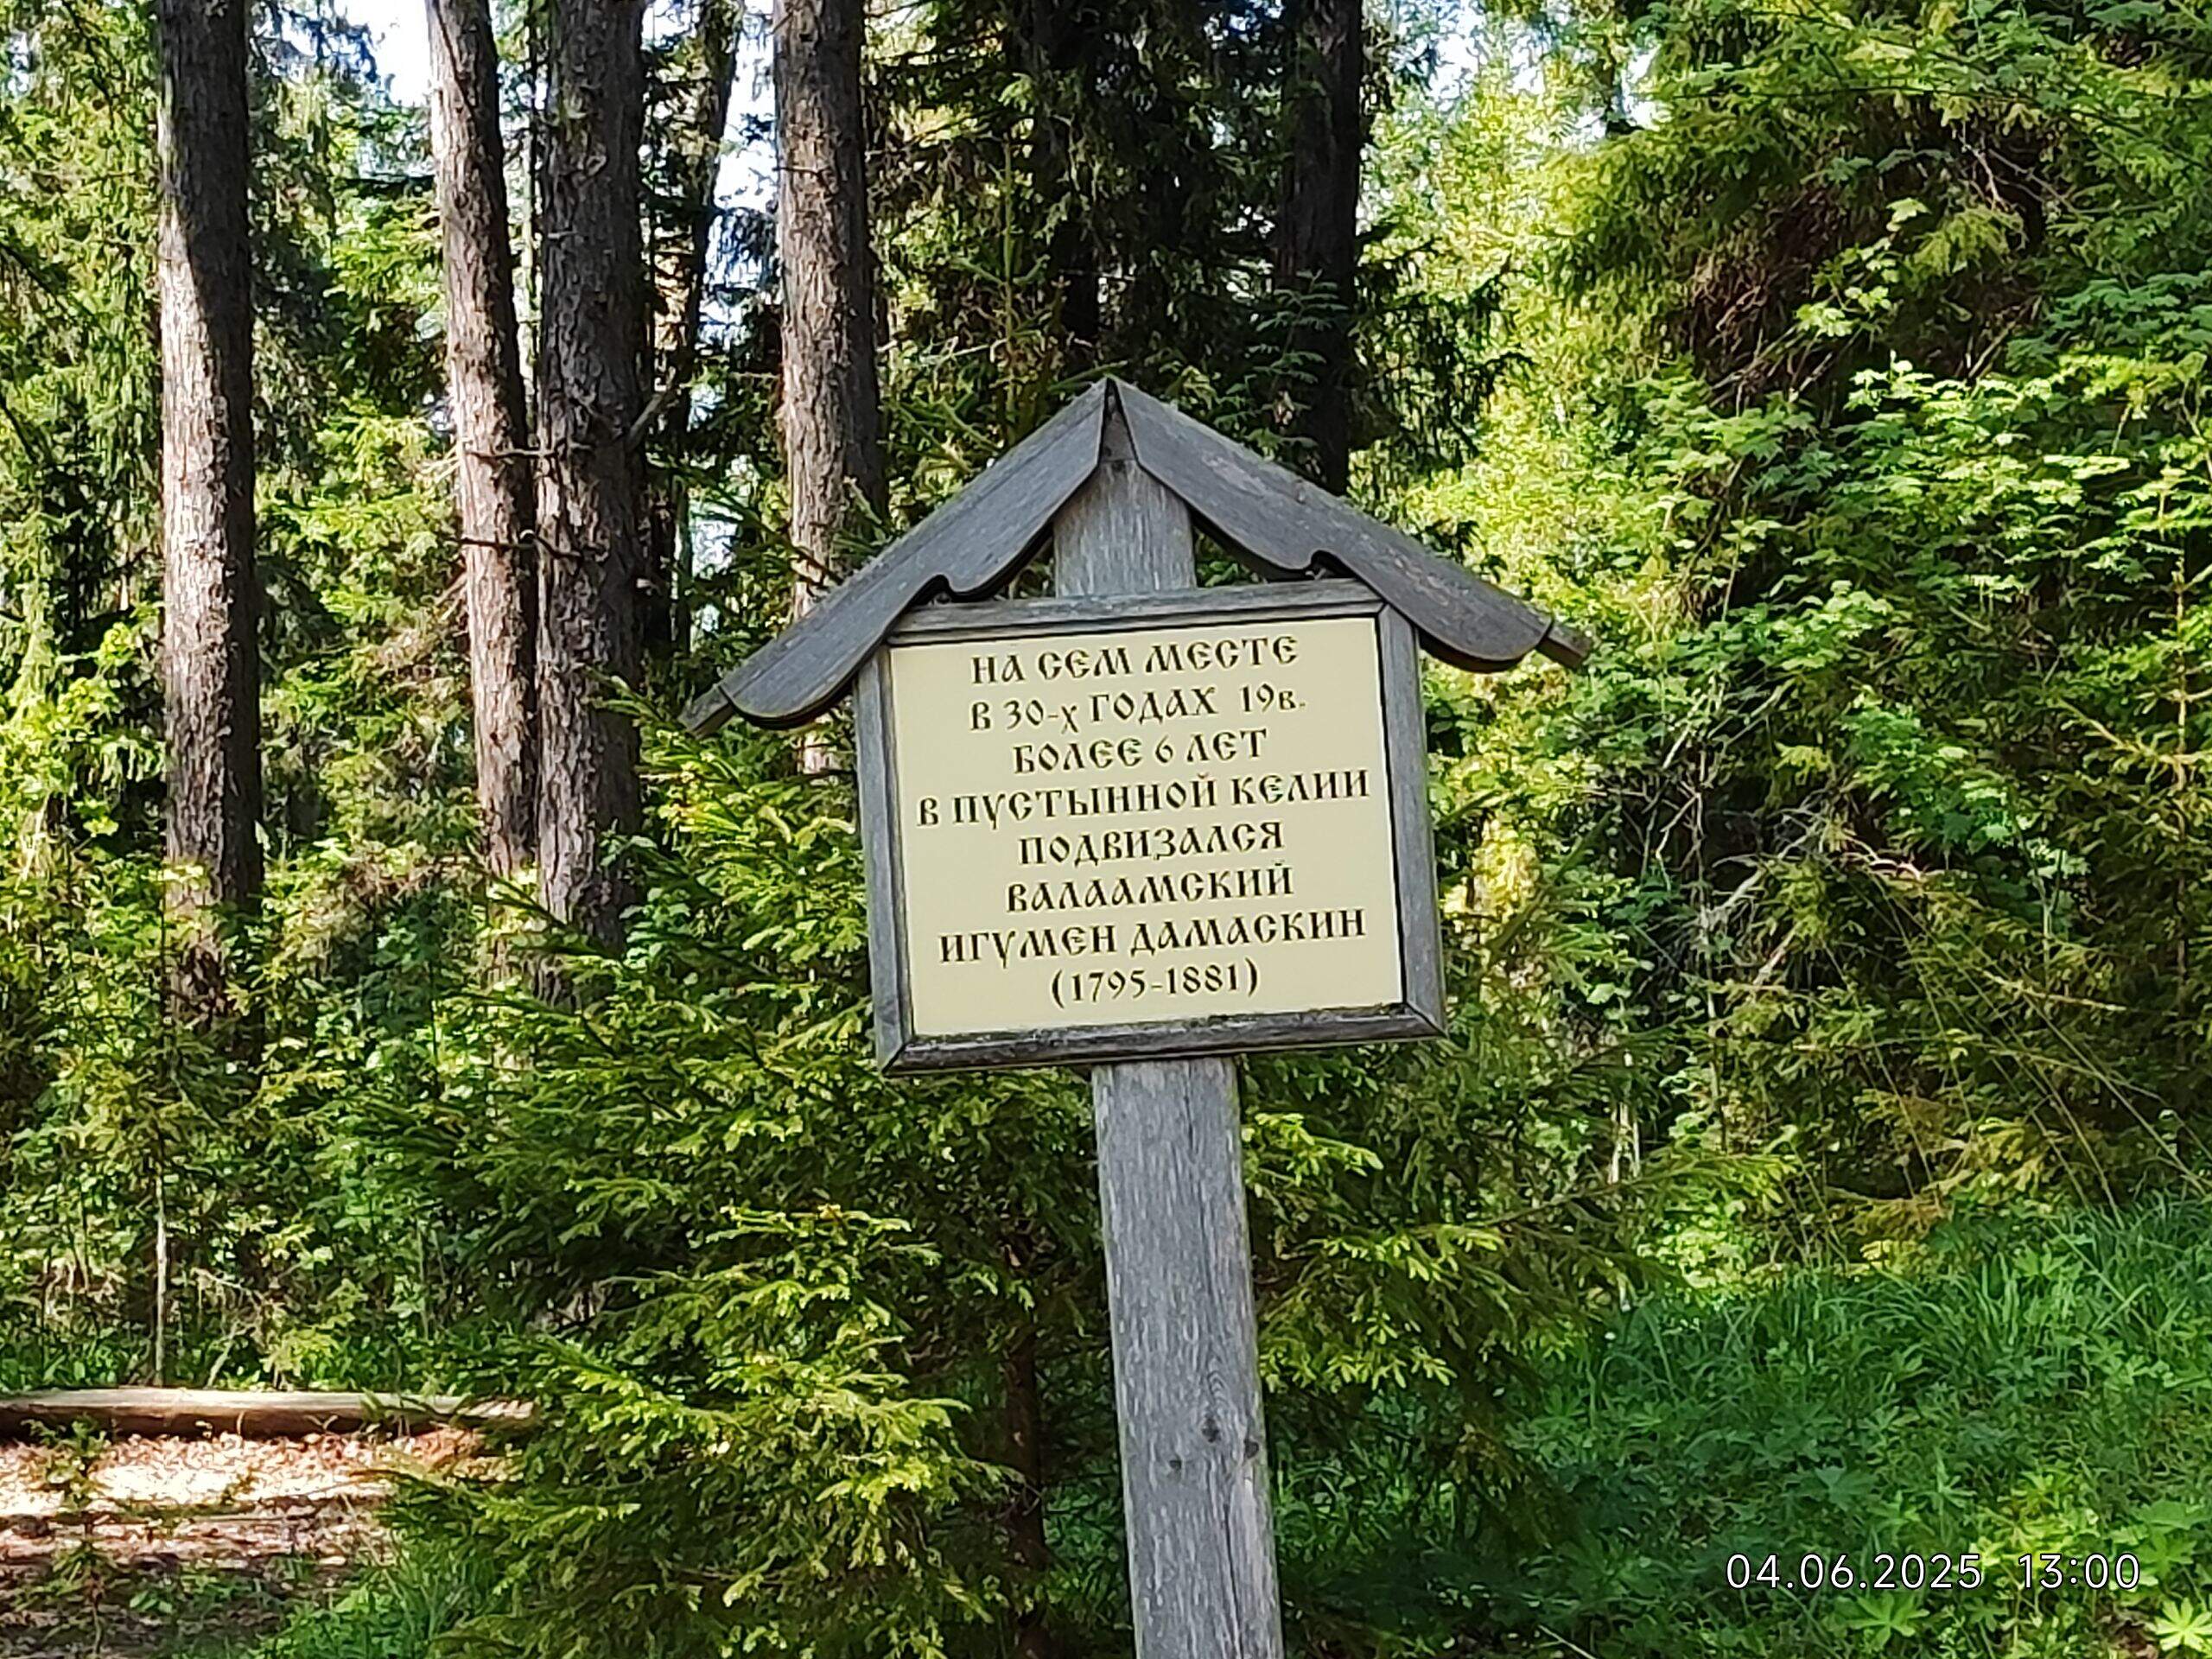 НА СЕМ МЕСТЕ
В 30-х ГОДАХ 19в.
БОЛЕЕ 6 ЛЕТ
В ПУСТЫННОЙ КЕЛИИ
ПОДВИЗАЛСЯ
ВАЛААМСКИЙ
ИГУМЕН ДАМАСКИН
(1795-1881)
04.06.2025 13:00